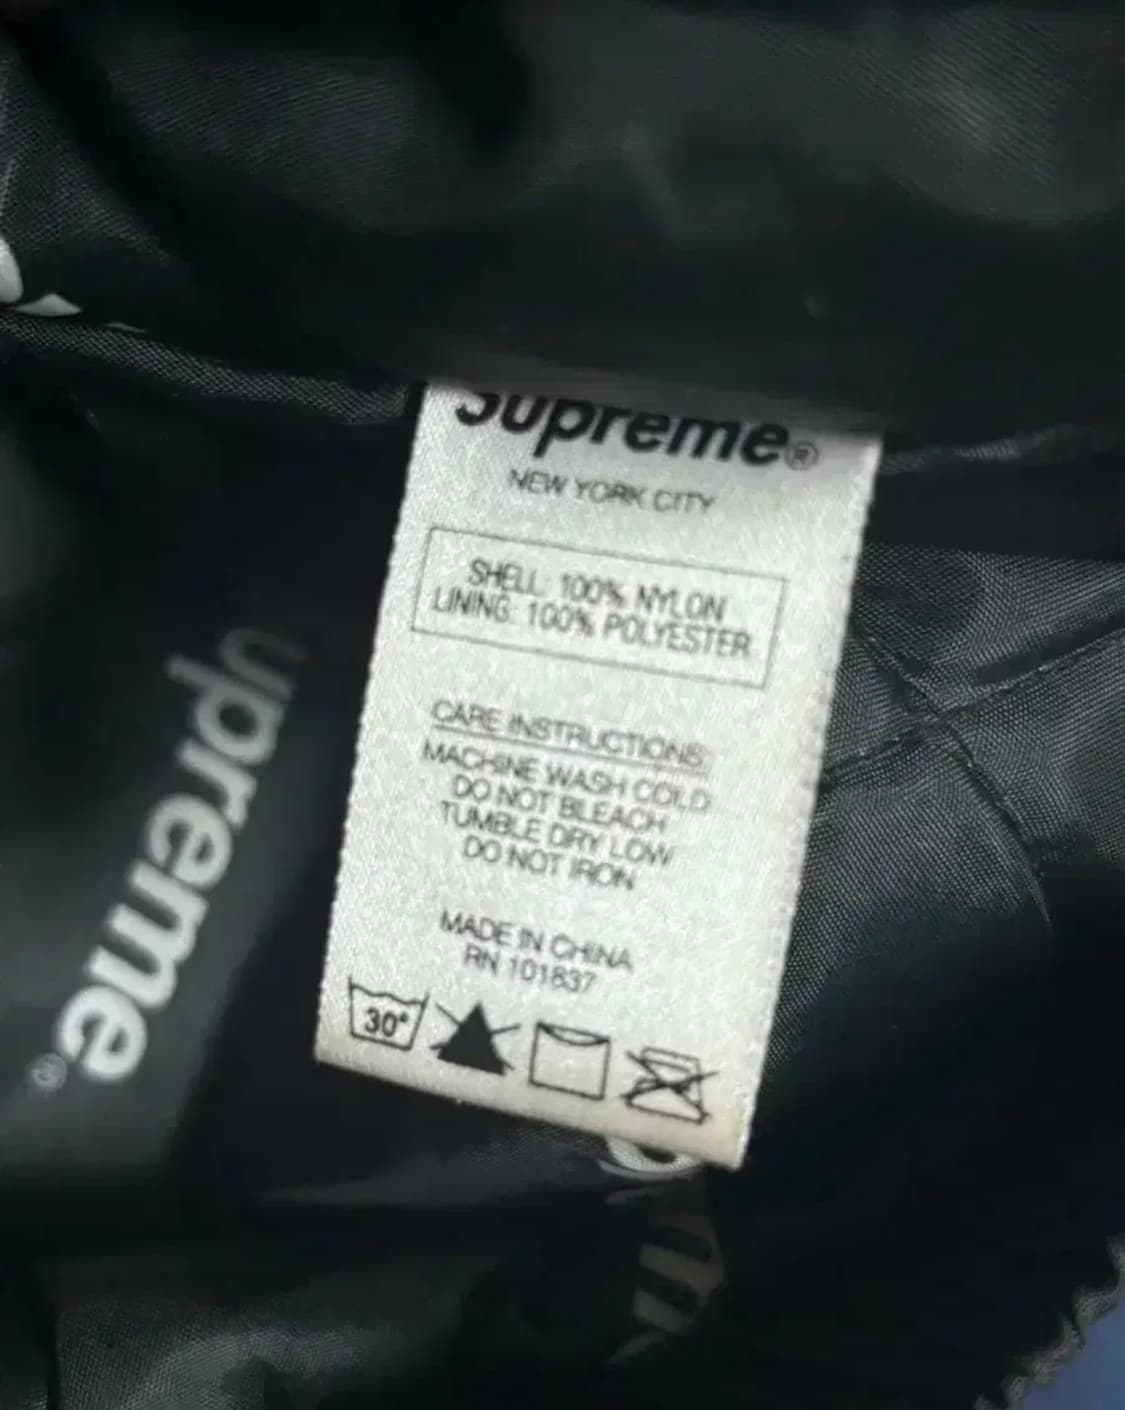 Supreme®
NEW YORK CITY
SHELL: 100% NYLON
LINING: 100% POLYESTER
CARE INSTRUCTIONS:
MACHINE WASH COLD
DO NOT BLEACH
TUMBLE DRY LOW
DO NOT IRON
MADE IN CHINA
RN 101837
30°
upreme®